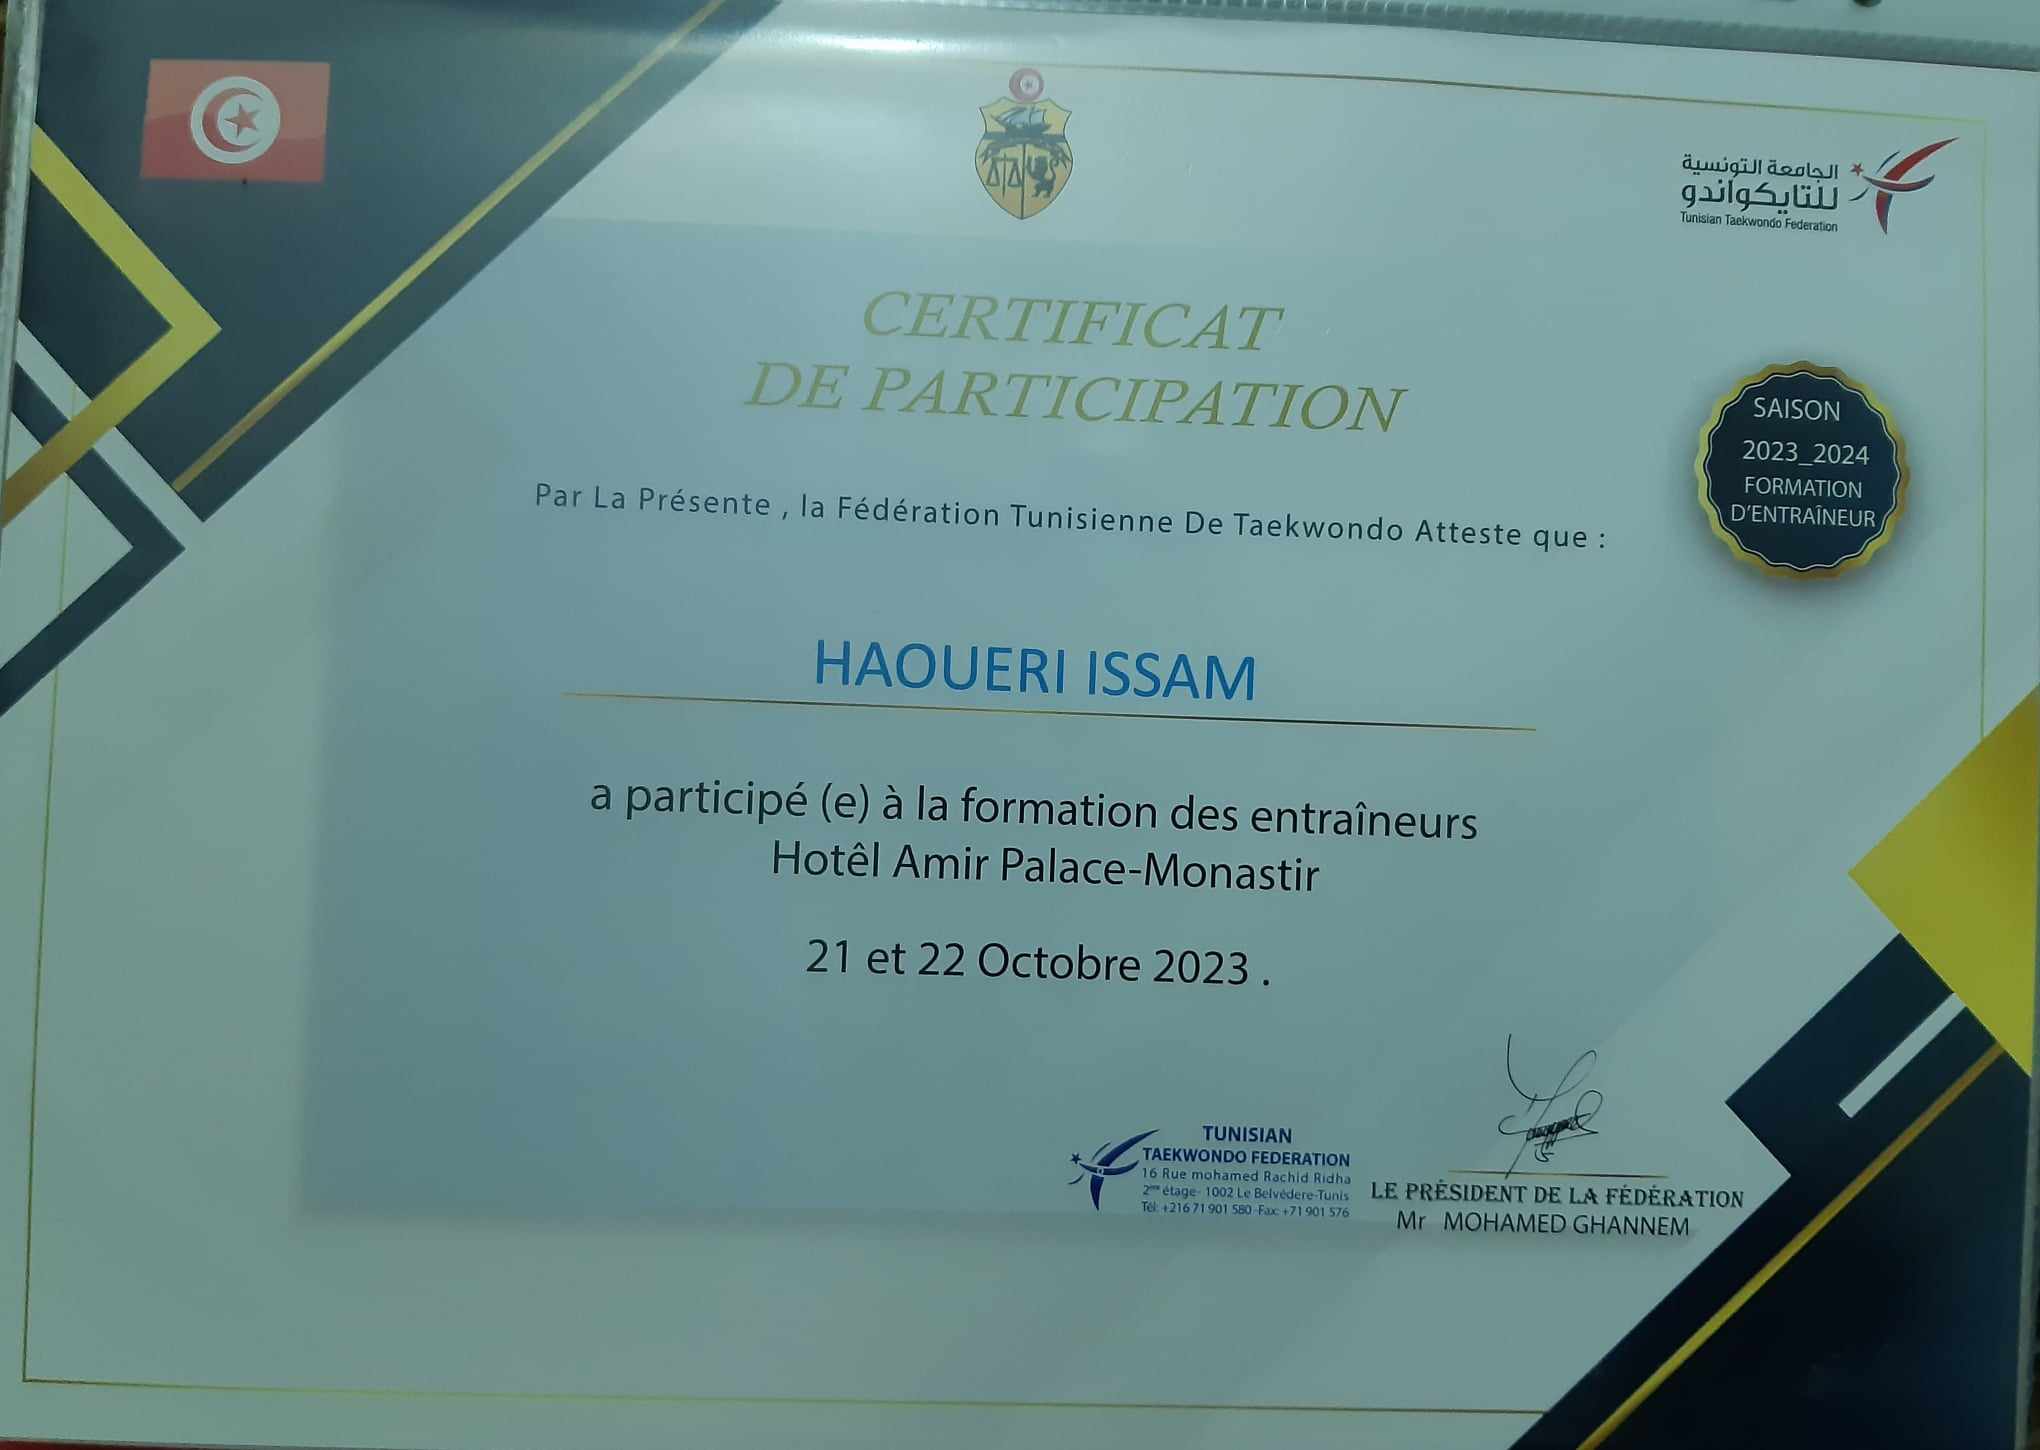 الجامعة التونسية
للتايكواندو
Tunisian Taekwondo Federation
CERTIFICAT
DE PARTICIPATION
SAISON
2023_2024
FORMATION
D'ENTRAÎNEUR
Par La Présente , la Fédération Tunisienne De Taekwondo Atteste que :
HAOUERI ISSAM
a participé (e) à la formation des entraîneurs
Hotêl Amir Palace-Monastir
21 et 22 Octobre 2023 .
TUNISIAN
TAEKWONDO FEDERATION
16 Rue mohamed Rachid Ridha
2ème étage- 1002 Le Belvédere-Tunis
Tél: +216 71 901 580 -Fax: +71 901 576
LE PRÉSIDENT DE LA FÉDÉRATION
Mr MOHAMED GHANNEM